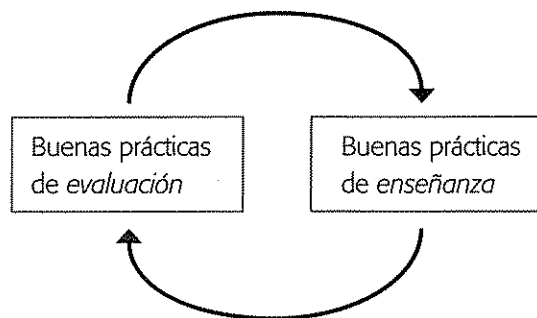 Buenas prácticas
de evaluación
Buenas prácticas
de enseñanza